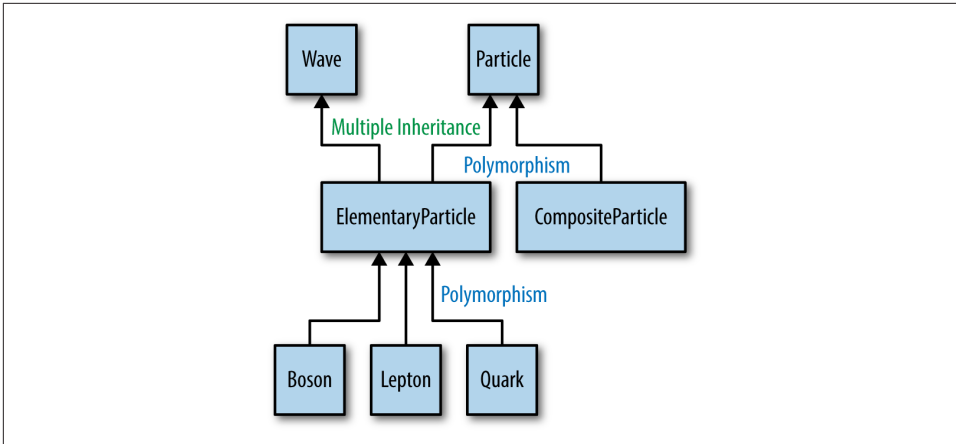 Wave
Particle
Multiple Inheritance
Polymorphism
ElementaryParticle
CompositeParticle
Polymorphism
Boson
Lepton
Quark